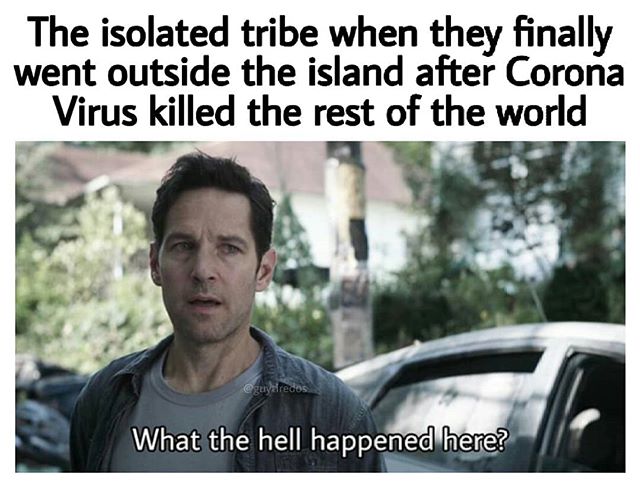 The isolated tribe when they finally
went outside the island after Corona
Virus killed the rest of the world
What the hell happened here?